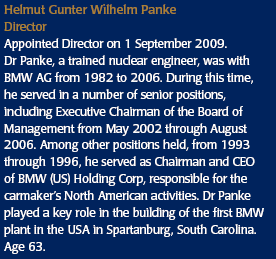 Helmut Gunter Wilhelm Panke
Director
Appointed Director on 1 September 2009.
Dr Panke, a trained nuclear engineer, was with
BMW AG from 1982 to 2006. During this time,
he served in a number of senior positions,
including Executive Chairman of the Board of
Management from May 2002 through August
2006. Among other positions held, from 1993
through 1996, he served as Chairman and CEO
of BMW (US) Holding Corp, responsible for the
carmaker's North American activities. Dr Panke
played a key role in the building of the first BMW
plant in the USA in Spartanburg, South Carolina.
Age 63.